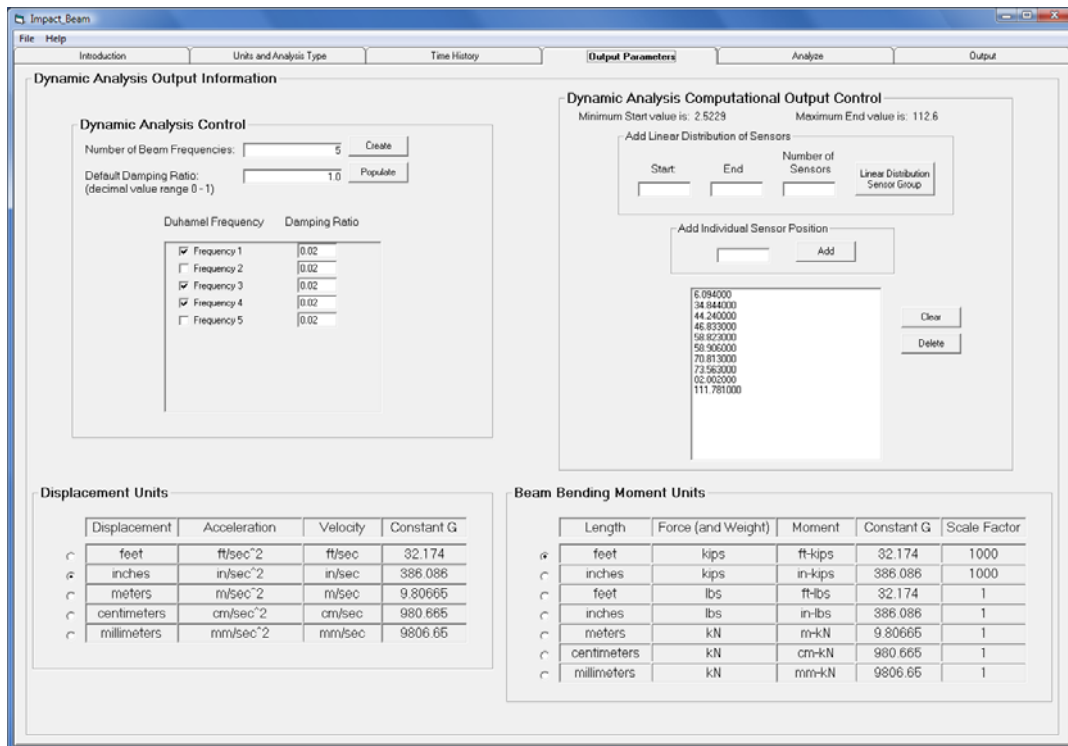 Impact_Beam
File Help
Introduction Units and Analysis Type Time History Output Parameters Analyze Output
Dynamic Analysis Output Information
Dynamic Analysis Control
Number of Beam Frequencies: 5 Create
Default Damping Ratio: 1.0 Populate
(decimal value range 0 - 1)
Duhamel Frequency Damping Ratio
Frequency 1 0.02
Frequency 2 0.02
Frequency 3 0.02
Frequency 4 0.02
Frequency 5 0.02
Dynamic Analysis Computational Output Control
Minimum Start value is: 2.5229 Maximum End value is: 112.6
Add Linear Distribution of Sensors
Start End Number of Sensors
Linear Distribution
Sensor Group
Add Individual Sensor Position
Add
6.094000
34.844000
44.240000
46.833000
58.823000
58.906000
70.813000
73.563000
02.002000
111.781000
Clear
Delete
Displacement Units
Displacement Acceleration Velocity Constant G
feet ft/sec^2 ft/sec 32.174
inches in/sec^2 in/sec 386.086
meters m/sec^2 m/sec 9.80665
centimeters cm/sec^2 cm/sec 980.665
millimeters mm/sec^2 mm/sec 9806.65
Beam Bending Moment Units
Length Force (and Weight) Moment Constant G Scale Factor
feet kips ft-kips 32.174 1000
inches kips in-kips 386.086 1000
feet lbs ft-lbs 32.174 1
inches lbs in-lbs 386.086 1
meters kN m-kN 9.80665 1
centimeters kN cm-kN 980.665 1
millimeters kN mm-kN 9806.65 1